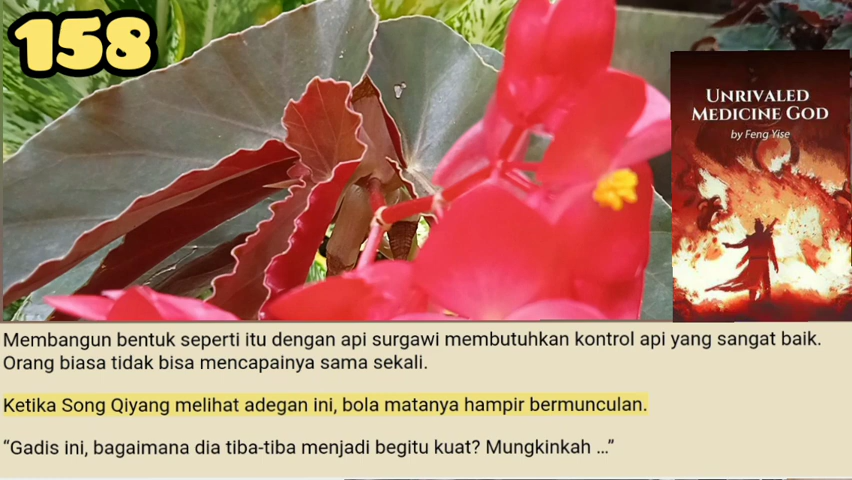 158
UNRIVALED
MEDICINE GOD
by Feng Yise
Membangun bentuk seperti itu dengan api surgawi membutuhkan kontrol api yang sangat baik.
Orang biasa tidak bisa mencapainya sama sekali.
Ketika Song Qiyang melihat adegan ini, bola matanya hampir bermunculan.
“Gadis ini, bagaimana dia tiba-tiba menjadi begitu kuat? Mungkinkah ...”